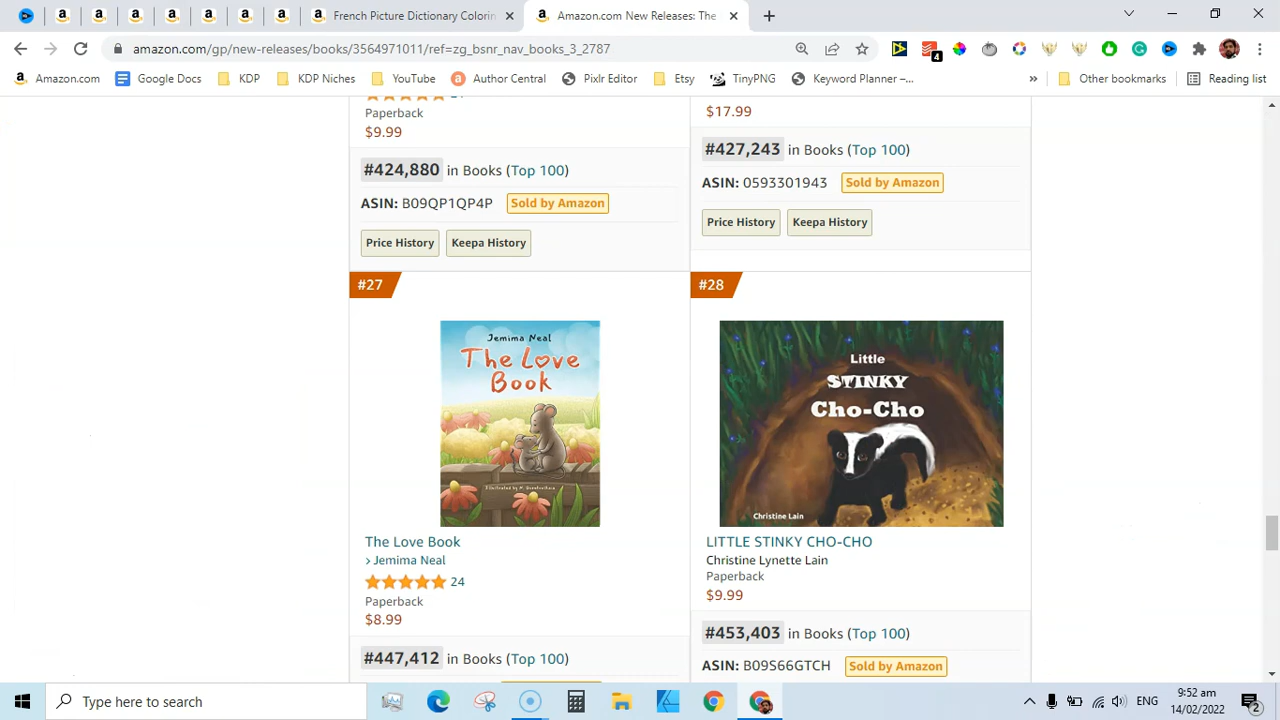 French Picture Dictionary Colorin
Amazon.com New Releases: The
amazon.com/gp/new-releases/books/3564971011/ref=zg_bsnr_nav_books_3_2787
4
Amazon.com
Google Docs
KDP
KDP Niches
YouTube
Author Central
Pixlr Editor
Etsy
TinyPNG
Keyword Planner –...
»
Other bookmarks
Reading list
Paperback
$9.99
#424,880 in Books (Top 100)
ASIN: B09QP1QP4P Sold by Amazon
Price History Keepa History
$17.99
#427,243 in Books (Top 100)
ASIN: 0593301943 Sold by Amazon
Price History Keepa History
#27
Jemima Neal
The Love
Book
The Love Book
› Jemima Neal
24
Paperback
$8.99
#447,412 in Books (Top 100)
#28
Little
STINKY
Cho-Cho
Christine Lain
LITTLE STINKY CHO-CHO
Christine Lynette Lain
Paperback
$9.99
#453,403 in Books (Top 100)
ASIN: B09S66GTCH Sold by Amazon
Type here to search
ENG
9:52 am
14/02/2022
2